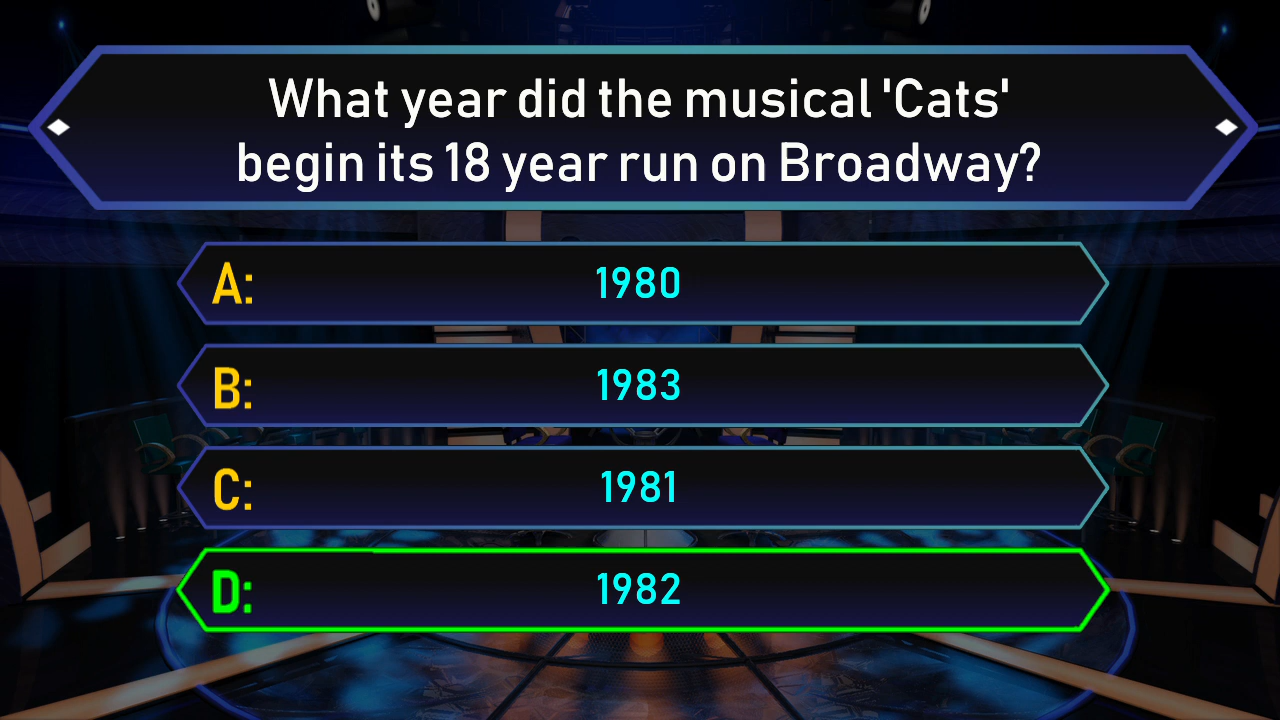 What year did the musical 'Cats'
begin its 18 year run on Broadway?
A: 1980
B: 1983
C: 1981
D: 1982